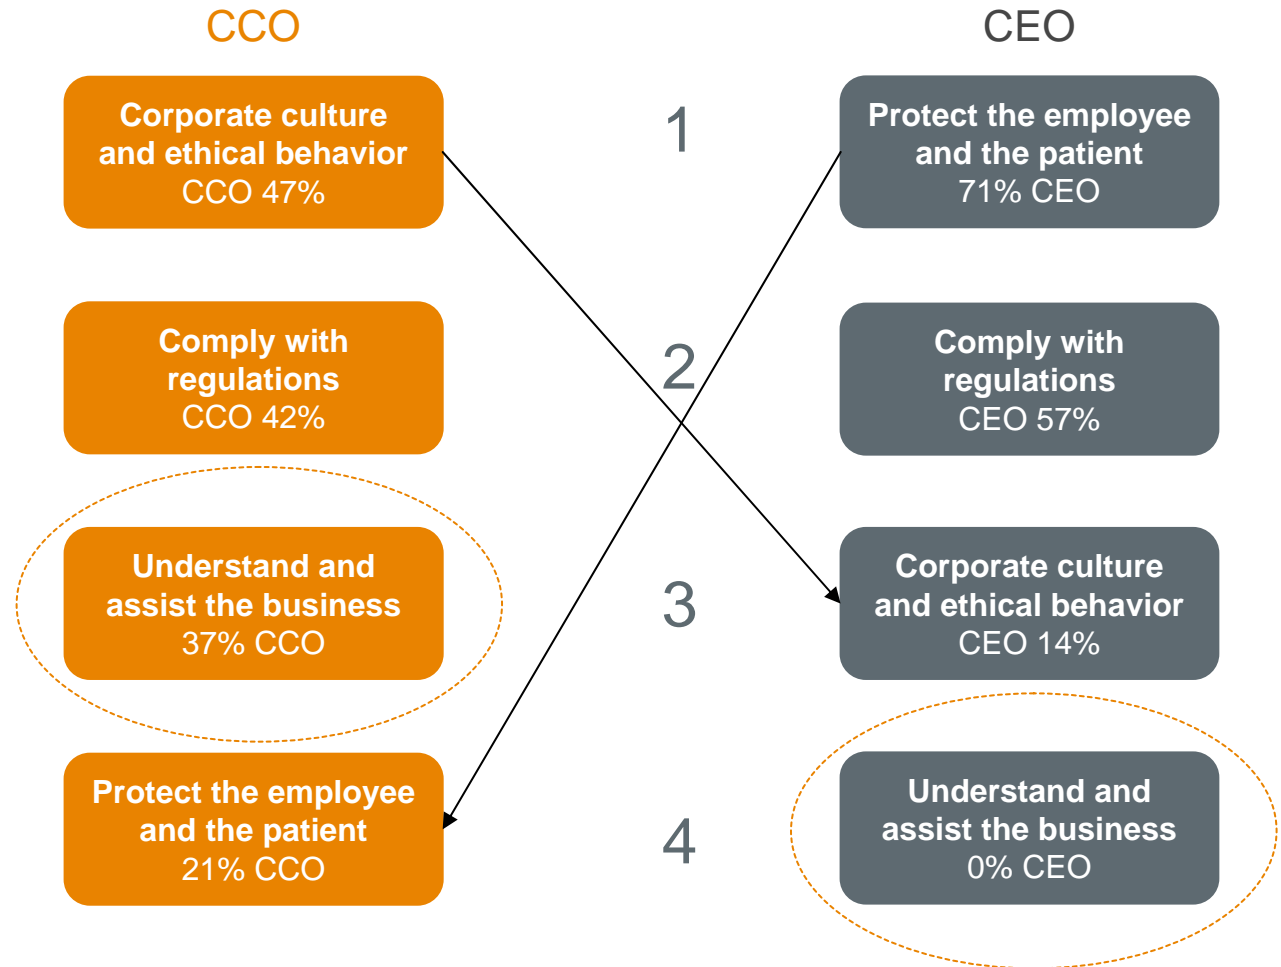 CCO
CEO
Corporate culture
and ethical behavior
CCO 47%
1
Protect the employee
and the patient
71% CEO
Comply with
regulations
CCO 42%
2
Comply with
regulations
CEO 57%
Understand and
assist the business
37% CCO
3
Corporate culture
and ethical behavior
CEO 14%
Protect the employee
and the patient
21% CCO
4
Understand and
assist the business
0% CEO